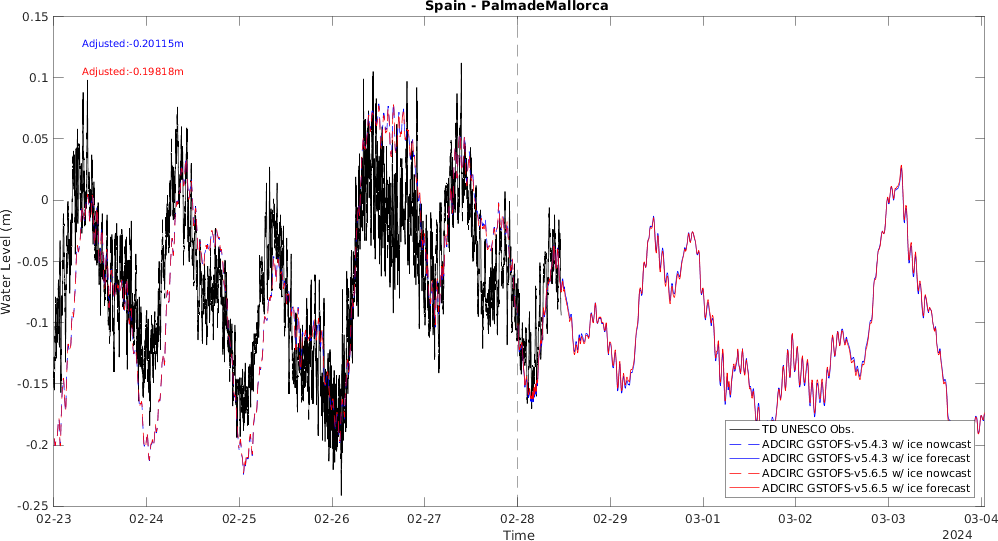 Spain - PalmadeMallorca
Adjusted:-0.20115m
Adjusted:-0.19818m
Water Level (m)
0.15
0.1
0.05
0
-0.05
-0.1
-0.15
-0.2
-0.25
TD UNESCO Obs.
ADCIRC GSTOFS-v5.4.3 w/ ice nowcast
ADCIRC GSTOFS-v5.4.3 w/ ice forecast
ADCIRC GSTOFS-v5.6.5 w/ ice nowcast
ADCIRC GSTOFS-v5.6.5 w/ ice forecast
02-23 02-24 02-25 02-26 02-27 02-28 02-29 03-01 03-02 03-03 03-04
Time
2024